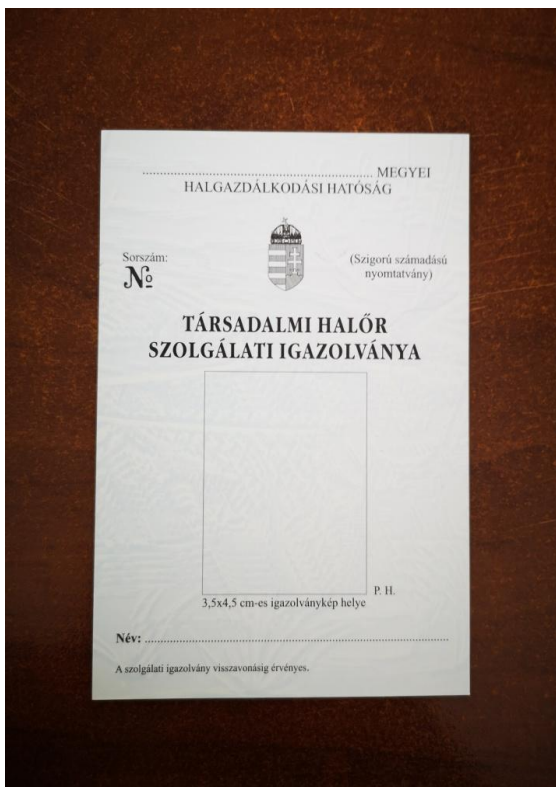 ................................................................ MEGYEI
HALGAZDÁLKODÁSI HATÓSÁG
Sorszám:
№
(Szigorú számadású
nyomtatvány)
TÁRSADALMI HALŐR
SZOLGÁLATI IGAZOLVÁNYA
P. H.
3,5x4,5 cm-es igazolványkép helye
Név: ................................................................
A szolgálati igazolvány visszavonásig érvényes.